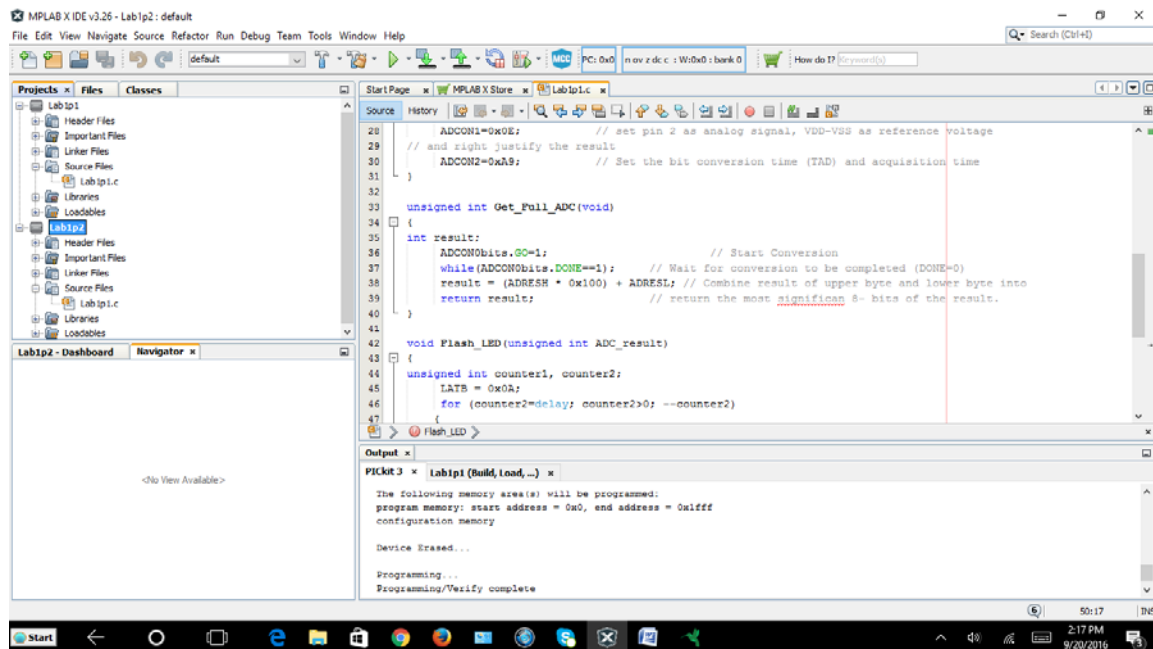 MPLAB X IDE v3.26 - Lab1p2 : default
File Edit View Navigate Source Refactor Run Debug Team Tools Window Help
Search (Ctrl+I)
default
MCC
PC: 0x0
n ov z dc c : W:0x0 : bank 0
How do I?
Keyword(s)
Projects x Files Classes
Lab1p1
Header Files
Important Files
Linker Files
Source Files
Lab1p1.c
Libraries
Loadables
Lab1p2
Header Files
Important Files
Linker Files
Source Files
Lab1p1.c
Libraries
Loadables
Lab1p2 - Dashboard Navigator x
<No View Available>
Start Page x MPLAB X Store x Lab1p1.c x
Source History
28 ADCON1=0x0E; // set pin 2 as analog signal, VDD-VSS as reference voltage
29 // and right justify the result
30 ADCON2=0xA9; // Set the bit conversion time (TAD) and acquisition time
31 }
32
33 unsigned int Get_Full_ADC(void)
34 {
35 int result;
36 ADCON0bits.GO=1; // Start Conversion
37 while(ADCON0bits.DONE==1); // Wait for conversion to be completed (DONE=0)
38 result = (ADRESH * 0x100) + ADRESL; // Combine result of upper byte and lower byte into
39 return result; // return the most significan 8- bits of the result.
40 }
41
42 void Flash_LED(unsigned int ADC_result)
43 {
44 unsigned int counter1, counter2;
45 LATB = 0x0A;
46 for (counter2=delay; counter2>0; --counter2)
47 {
Flash_LED
Output x
PICkit 3 x Lab1p1 (Build, Load, ...) x
The following memory area(s) will be programmed:
program memory: start address = 0x0, end address = 0x1fff
configuration memory
Device Erased...
Programming...
Programming/Verify complete
6 50:17 INS
Start
2:17 PM
9/20/2016